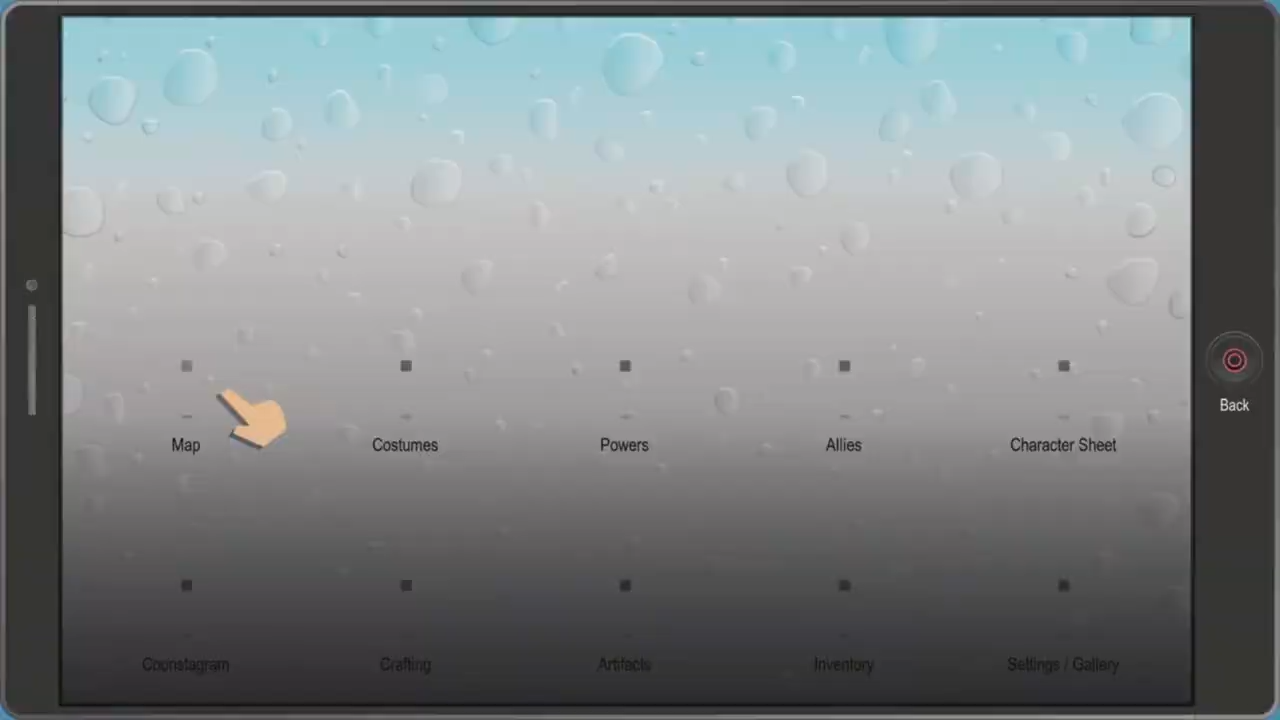 Map Costumes Powers Allies Character Sheet
Back
Coonstagram Crafting Artifacts Inventory Settings / Gallery